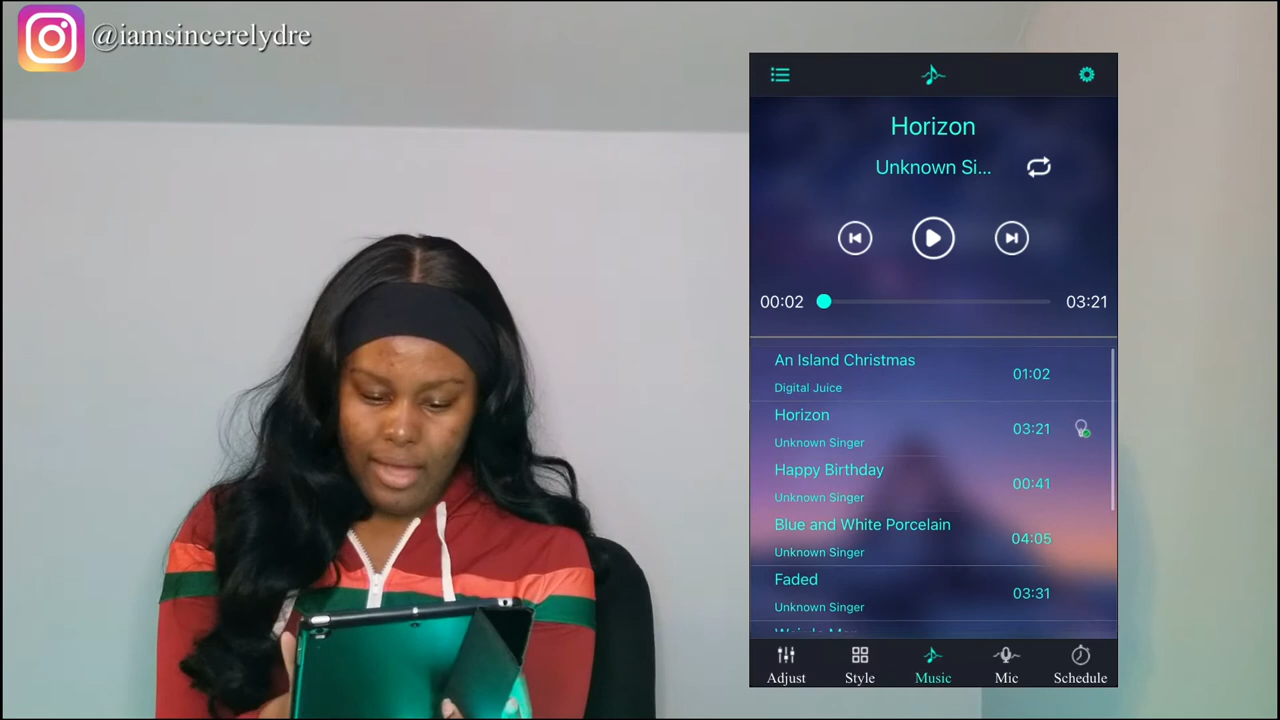 @iamsincerelydre
Horizon
Unknown Si...
00:02
03:21
An Island Christmas
01:02
Digital Juice
Horizon
03:21
Unknown Singer
Happy Birthday
00:41
Unknown Singer
Blue and White Porcelain
04:05
Unknown Singer
Faded
03:31
Unknown Singer
Adjust
Style
Music
Mic
Schedule